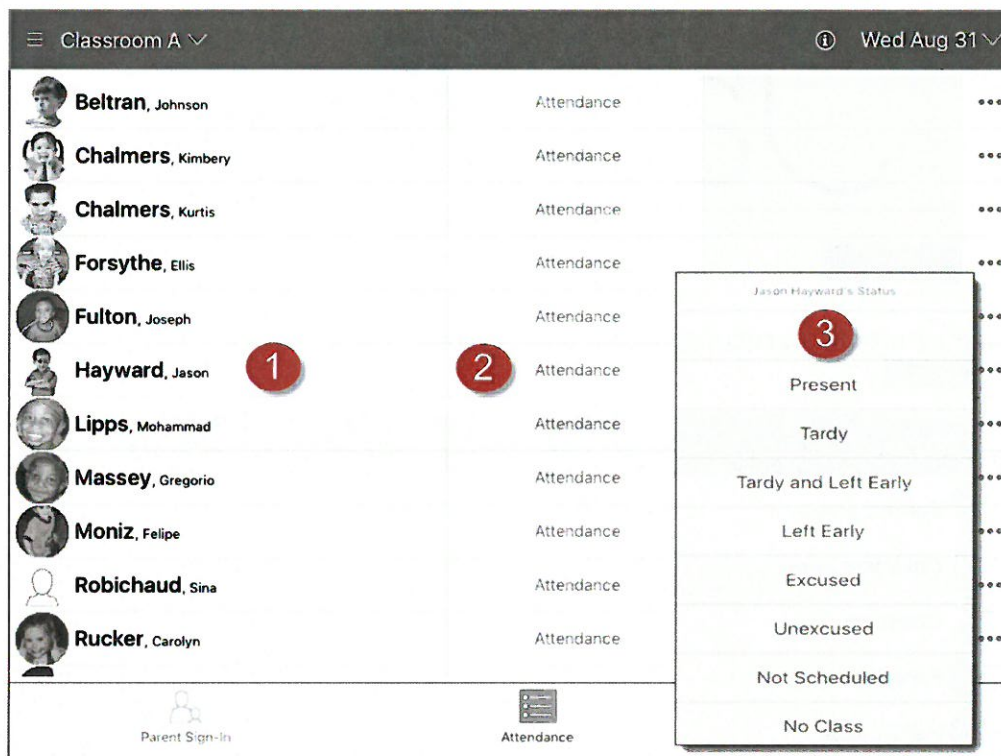 Classroom A Wed Aug 31
Beltran, Johnson Attendance
Chalmers, Kimbery Attendance
Chalmers, Kurtis Attendance
Forsythe, Ellis Attendance
Fulton, Joseph Attendance
Hayward, Jason 1 2 Attendance
Lipps, Mohammad Attendance
Massey, Gregorio Attendance
Moniz, Felipe Attendance
Robichaud, Sina Attendance
Rucker, Carolyn Attendance
Jason Hayward's Status
3
Present
Tardy
Tardy and Left Early
Left Early
Excused
Unexcused
Not Scheduled
No Class
Parent Sign-In Attendance